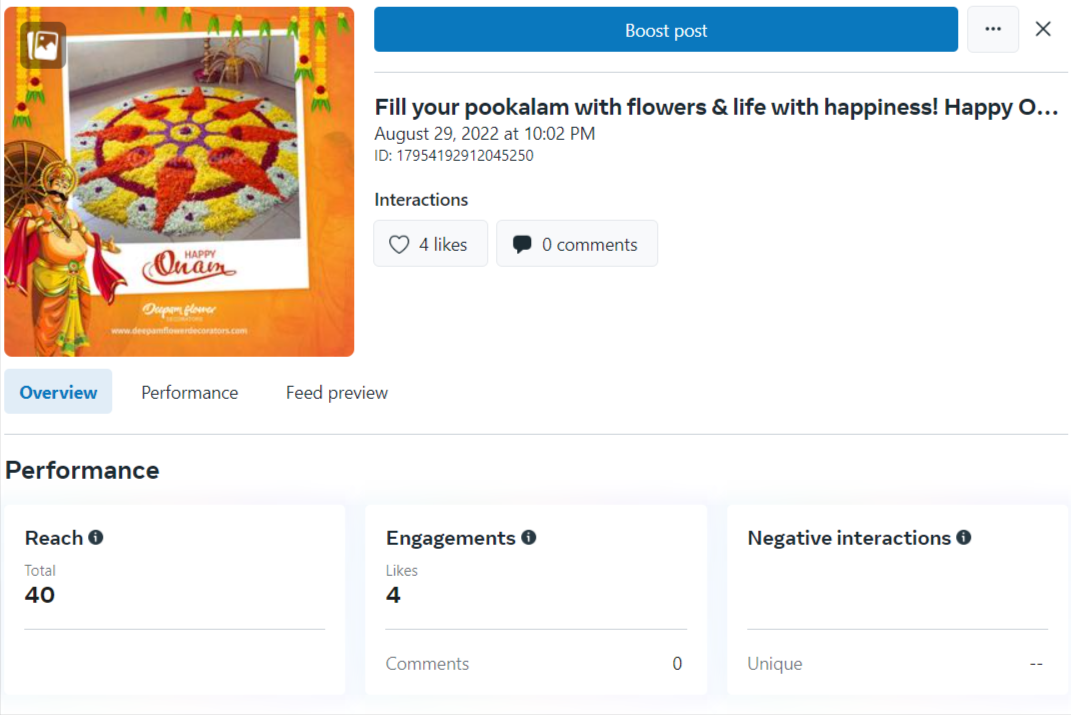 Boost post
Fill your pookalam with flowers & life with happiness! Happy O...
August 29, 2022 at 10:02 PM
ID: 17954192912045250
Interactions
4 likes
0 comments
HAPPY
Onam
Deepam flower
DECORATORS
www.deepamflowerdecorators.com
Overview
Performance
Feed preview
Performance
Reach
Total
40
Engagements
Likes
4
Comments
0
Negative interactions
Unique
--